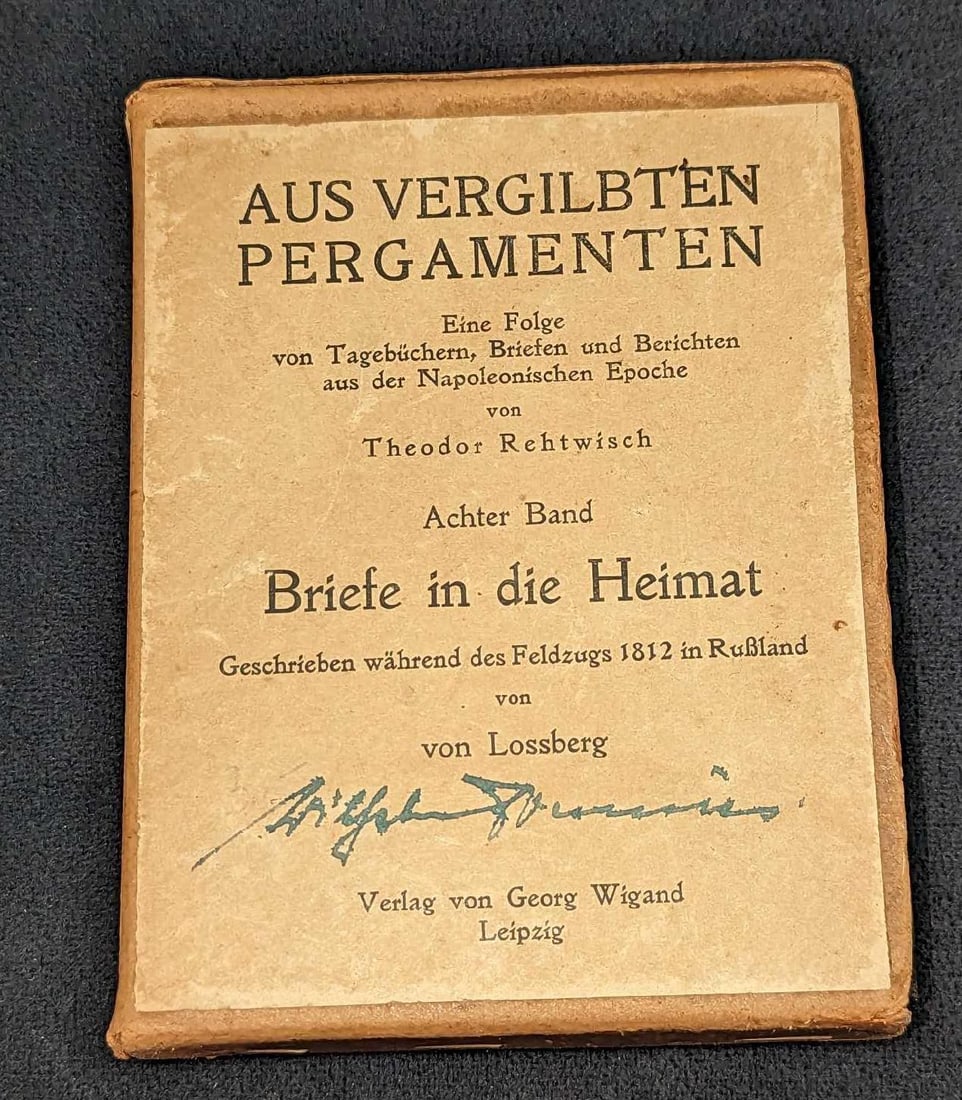 AUS VERGILBTEN
PERGAMENTEN
Eine Folge
von Tagebüchern, Briefen und Berichten
aus der Napoleonischen Epoche
von
Theodor Rehtwisch
Achter Band
Briefe in die Heimat
Geschrieben während des Feldzugs 1812 in Rußland
von
von Lossberg
Wilhelm
Verlag von Georg Wigand
Leipzig